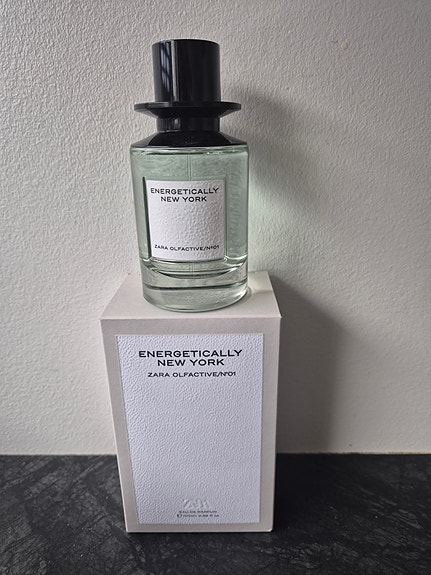 ENERGETICALLY
NEW YORK
ZARA OLFACTIVE/Nº01
ENERGETICALLY
NEW YORK
ZARA OLFACTIVE/Nº01
ZARA
EAU DE PARFUM